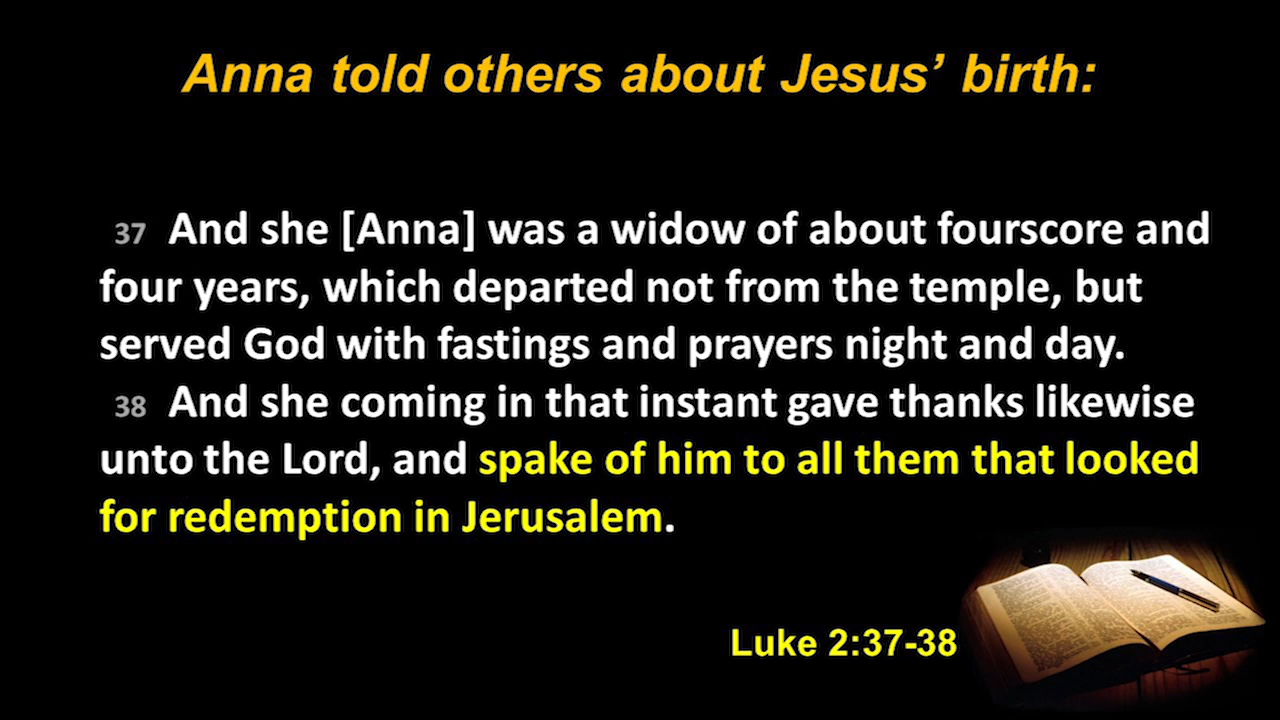 Anna told others about Jesus’ birth:
37 And she [Anna] was a widow of about fourscore and
four years, which departed not from the temple, but
served God with fastings and prayers night and day.
38 And she coming in that instant gave thanks likewise
unto the Lord, and spake of him to all them that looked
for redemption in Jerusalem.
Luke 2:37-38